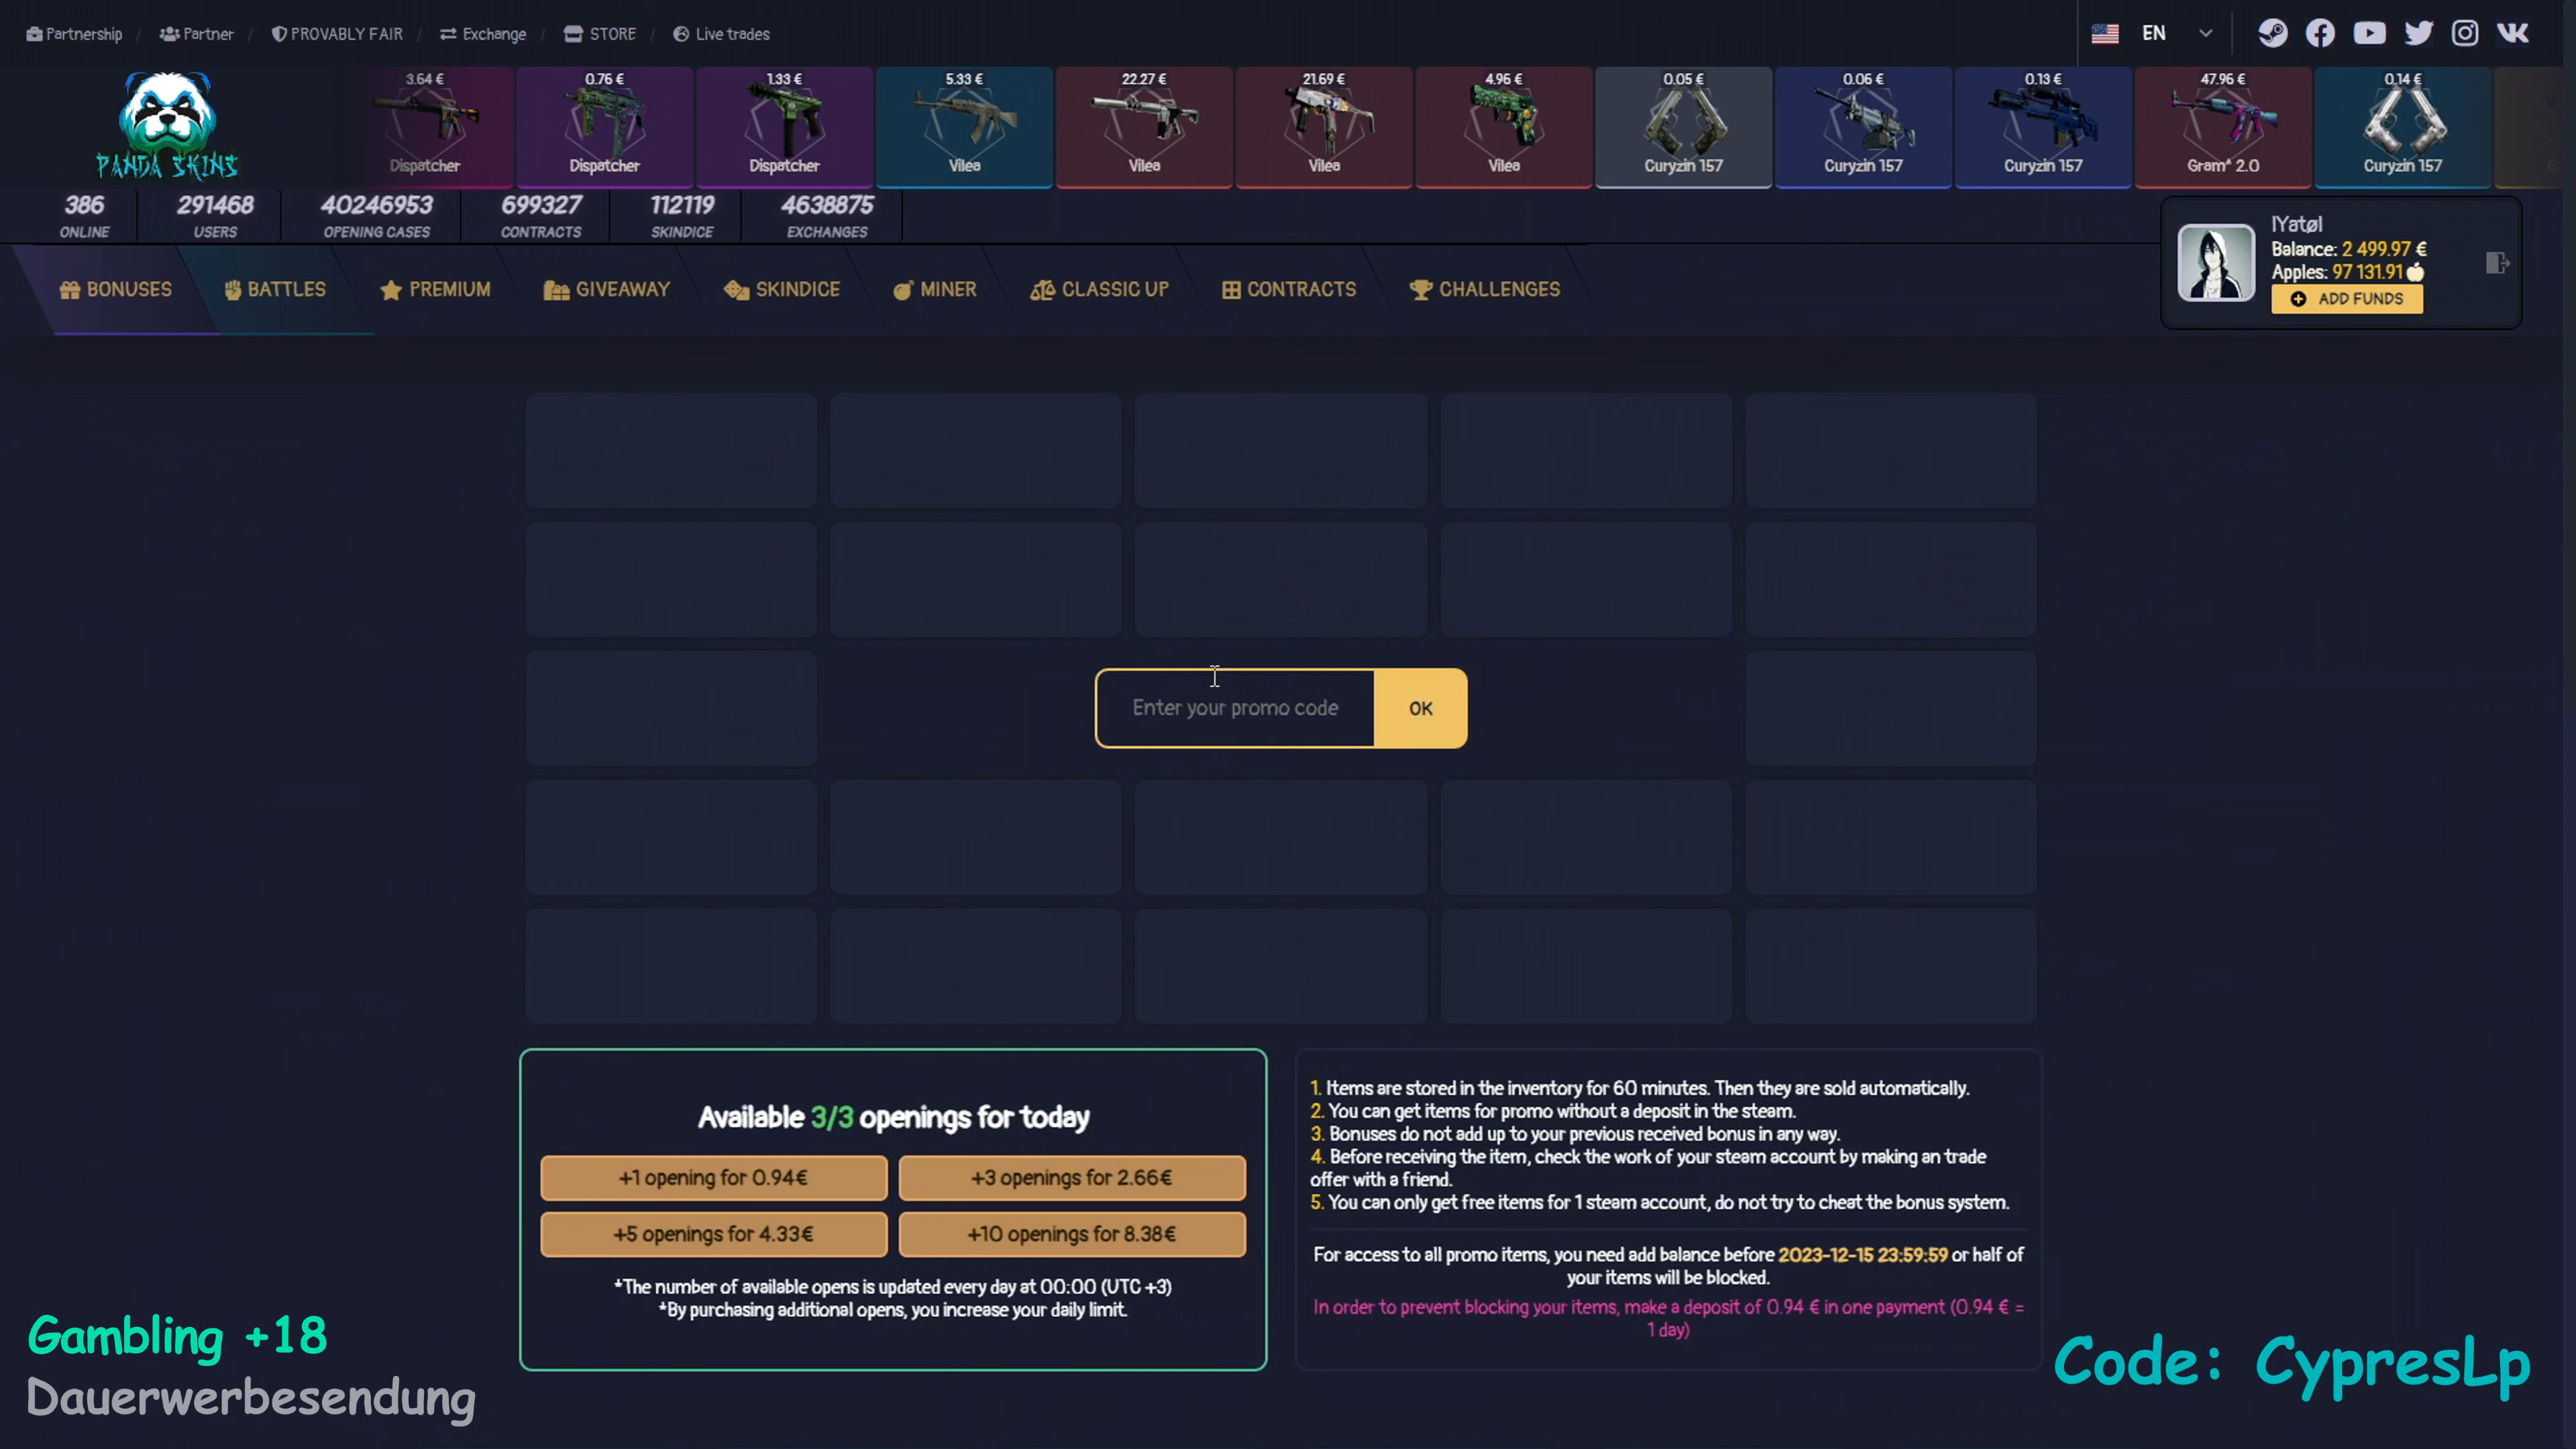 Partnership / Partner / PROVABLY FAIR / Exchange / STORE / Live trades
EN
PANDA SKINS
3.64 € 0.76 € 1.33 € 5.33 € 22.27 € 21.69 € 4.96 € 0.05 € 0.06 € 0.13 € 47.96 € 0.14 €
Dispatcher Dispatcher Dispatcher Vilea Vilea Vilea Vilea Curyzin 157 Curyzin 157 Curyzin 157 Gram^ 2.0 Curyzin 157
386 291468 40246953 699327 112119 4638875
ONLINE USERS OPENING CASES CONTRACTS SKINDICE EXCHANGES
IYatøl
Balance: 2 499.97 €
Apples: 97 131.91
ADD FUNDS
BONUSES BATTLES PREMIUM GIVEAWAY SKINDICE MINER CLASSIC UP CONTRACTS CHALLENGES
Enter your promo code OK
Available 3/3 openings for today
+1 opening for 0.94€ +3 openings for 2.66€
+5 openings for 4.33€ +10 openings for 8.38€
*The number of available opens is updated every day at 00:00 (UTC +3)
*By purchasing additional opens, you increase your daily limit.
1. Items are stored in the inventory for 60 minutes. Then they are sold automatically.
2. You can get items for promo without a deposit in the steam.
3. Bonuses do not add up to your previous received bonus in any way.
4. Before receiving the item, check the work of your steam account by making an trade
offer with a friend.
5. You can only get free items for 1 steam account, do not try to cheat the bonus system.
For access to all promo items, you need add balance before 2023-12-15 23:59:59 or half of
your items will be blocked.
In order to prevent blocking your items, make a deposit of 0.94 € in one payment (0.94 € =
1 day)
Gambling +18
Dauerwerbesendung
Code: CypresLp